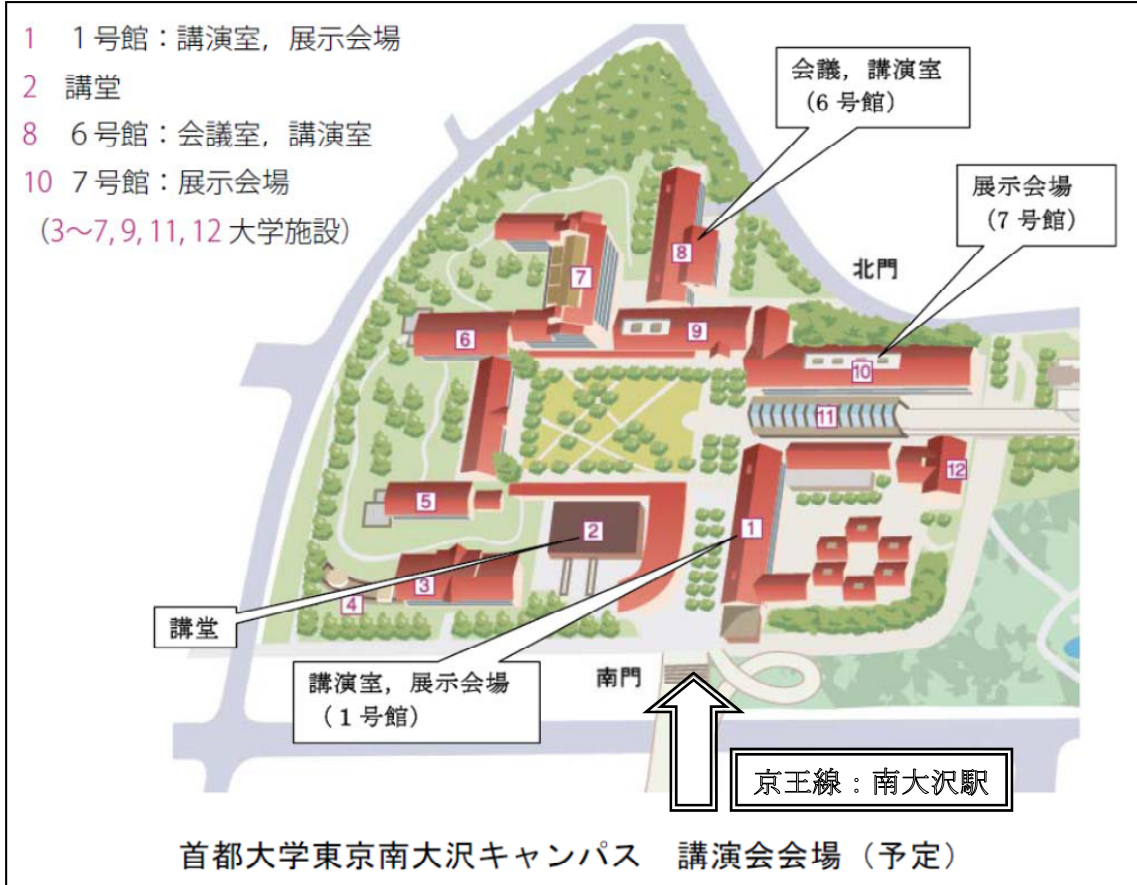 1 1号館：講演室，展示会場
2 講堂
8 6号館：会議室，講演室
10 7号館：展示会場
（3～7, 9, 11, 12 大学施設）
会議，講演室
（6号館）
展示会場
（7号館）
北門
8
7
9
6
10
11
12
5
2
1
3
4
講堂
講演室，展示会場
（1号館）
南門
京王線：南大沢駅
首都大学東京南大沢キャンパス 講演会会場（予定）